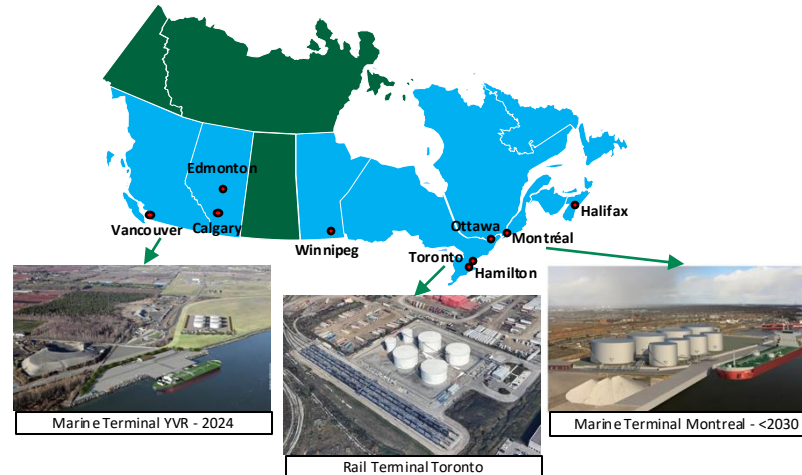 Edmonton
Vancouver
Calgary
Winnipeg
Ottawa
Montréal
Halifax
Toronto
Hamilton
Marine Terminal YVR - 2024
Rail Terminal Toronto
Marine Terminal Montreal - <2030